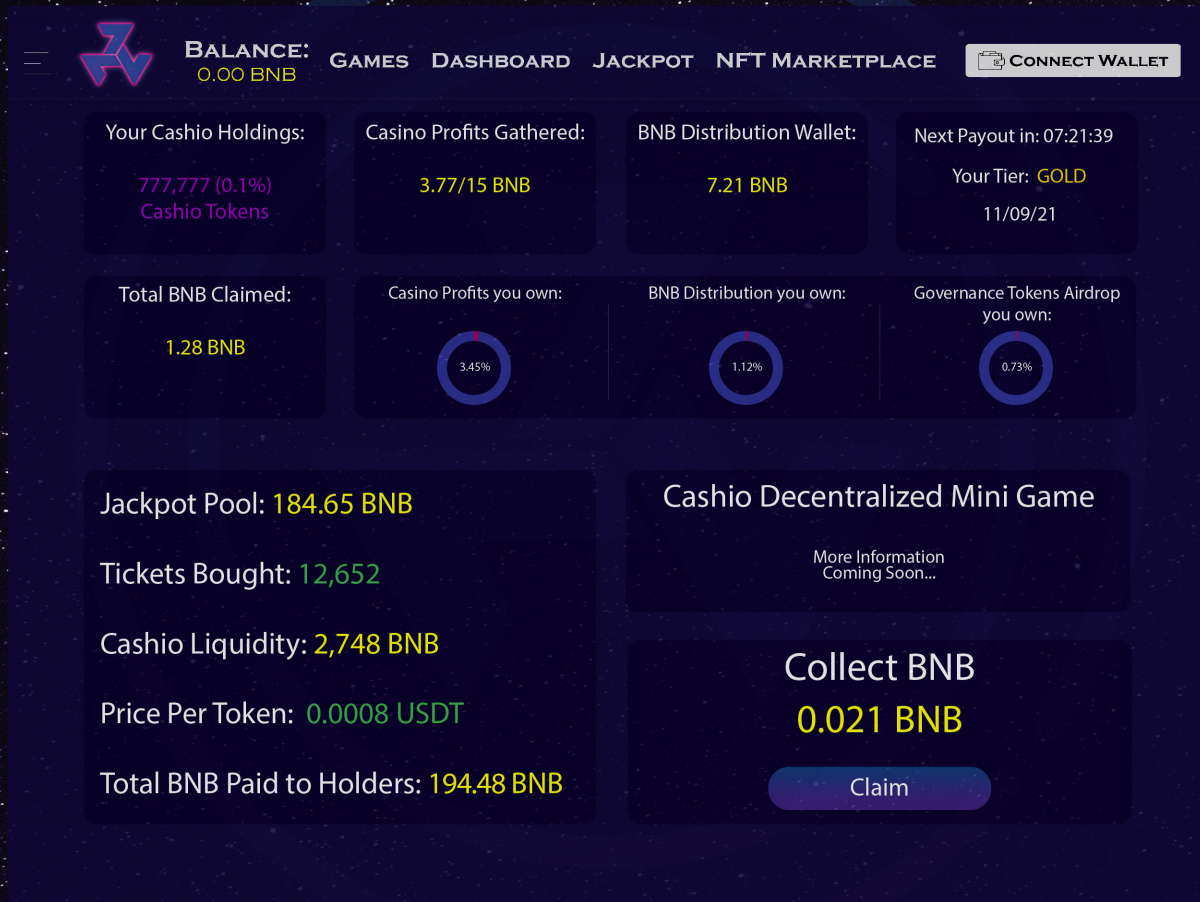 BALANCE:
0.00 BNB
GAMES
DASHBOARD
JACKPOT
NFT MARKETPLACE
CONNECT WALLET
Your Cashio Holdings:
777,777 (0.1%)
Cashio Tokens
Casino Profits Gathered:
3.77/15 BNB
BNB Distribution Wallet:
7.21 BNB
Next Payout in: 07:21:39
Your Tier: GOLD
11/09/21
Total BNB Claimed:
1.28 BNB
Casino Profits you own:
3.45%
BNB Distribution you own:
1.12%
Governance Tokens Airdrop
you own:
0.73%
Jackpot Pool: 184.65 BNB
Tickets Bought: 12,652
Cashio Liquidity: 2,748 BNB
Price Per Token: 0.0008 USDT
Total BNB Paid to Holders: 194.48 BNB
Cashio Decentralized Mini Game
More Information
Coming Soon...
Collect BNB
0.021 BNB
Claim